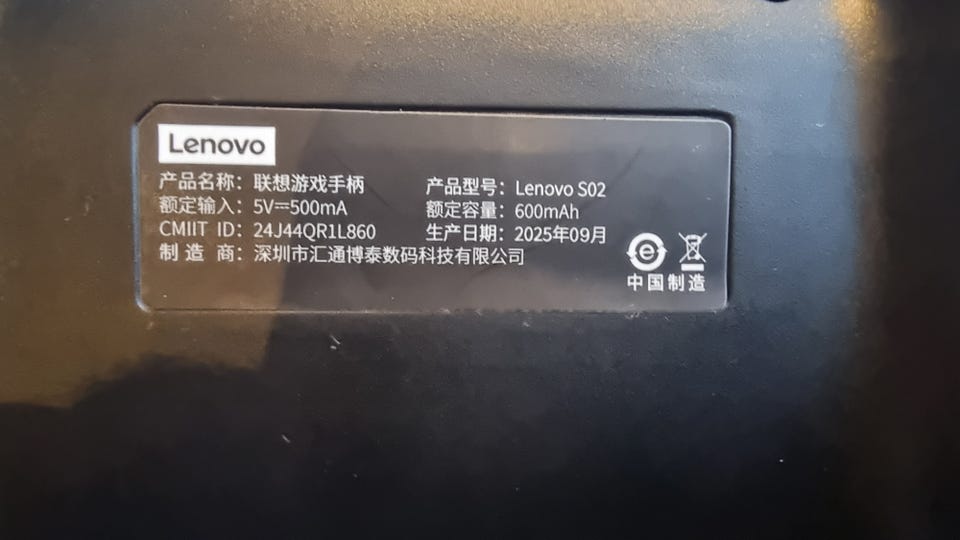 Lenovo
产品名称：联想游戏手柄 产品型号：Lenovo S02
额定输入：5V⎓500mA 额定容量：600mAh
CMIIT ID：24J44QR1L860 生产日期：2025年09月
制 造 商：深圳市汇通博泰数码科技有限公司
e
中国制造